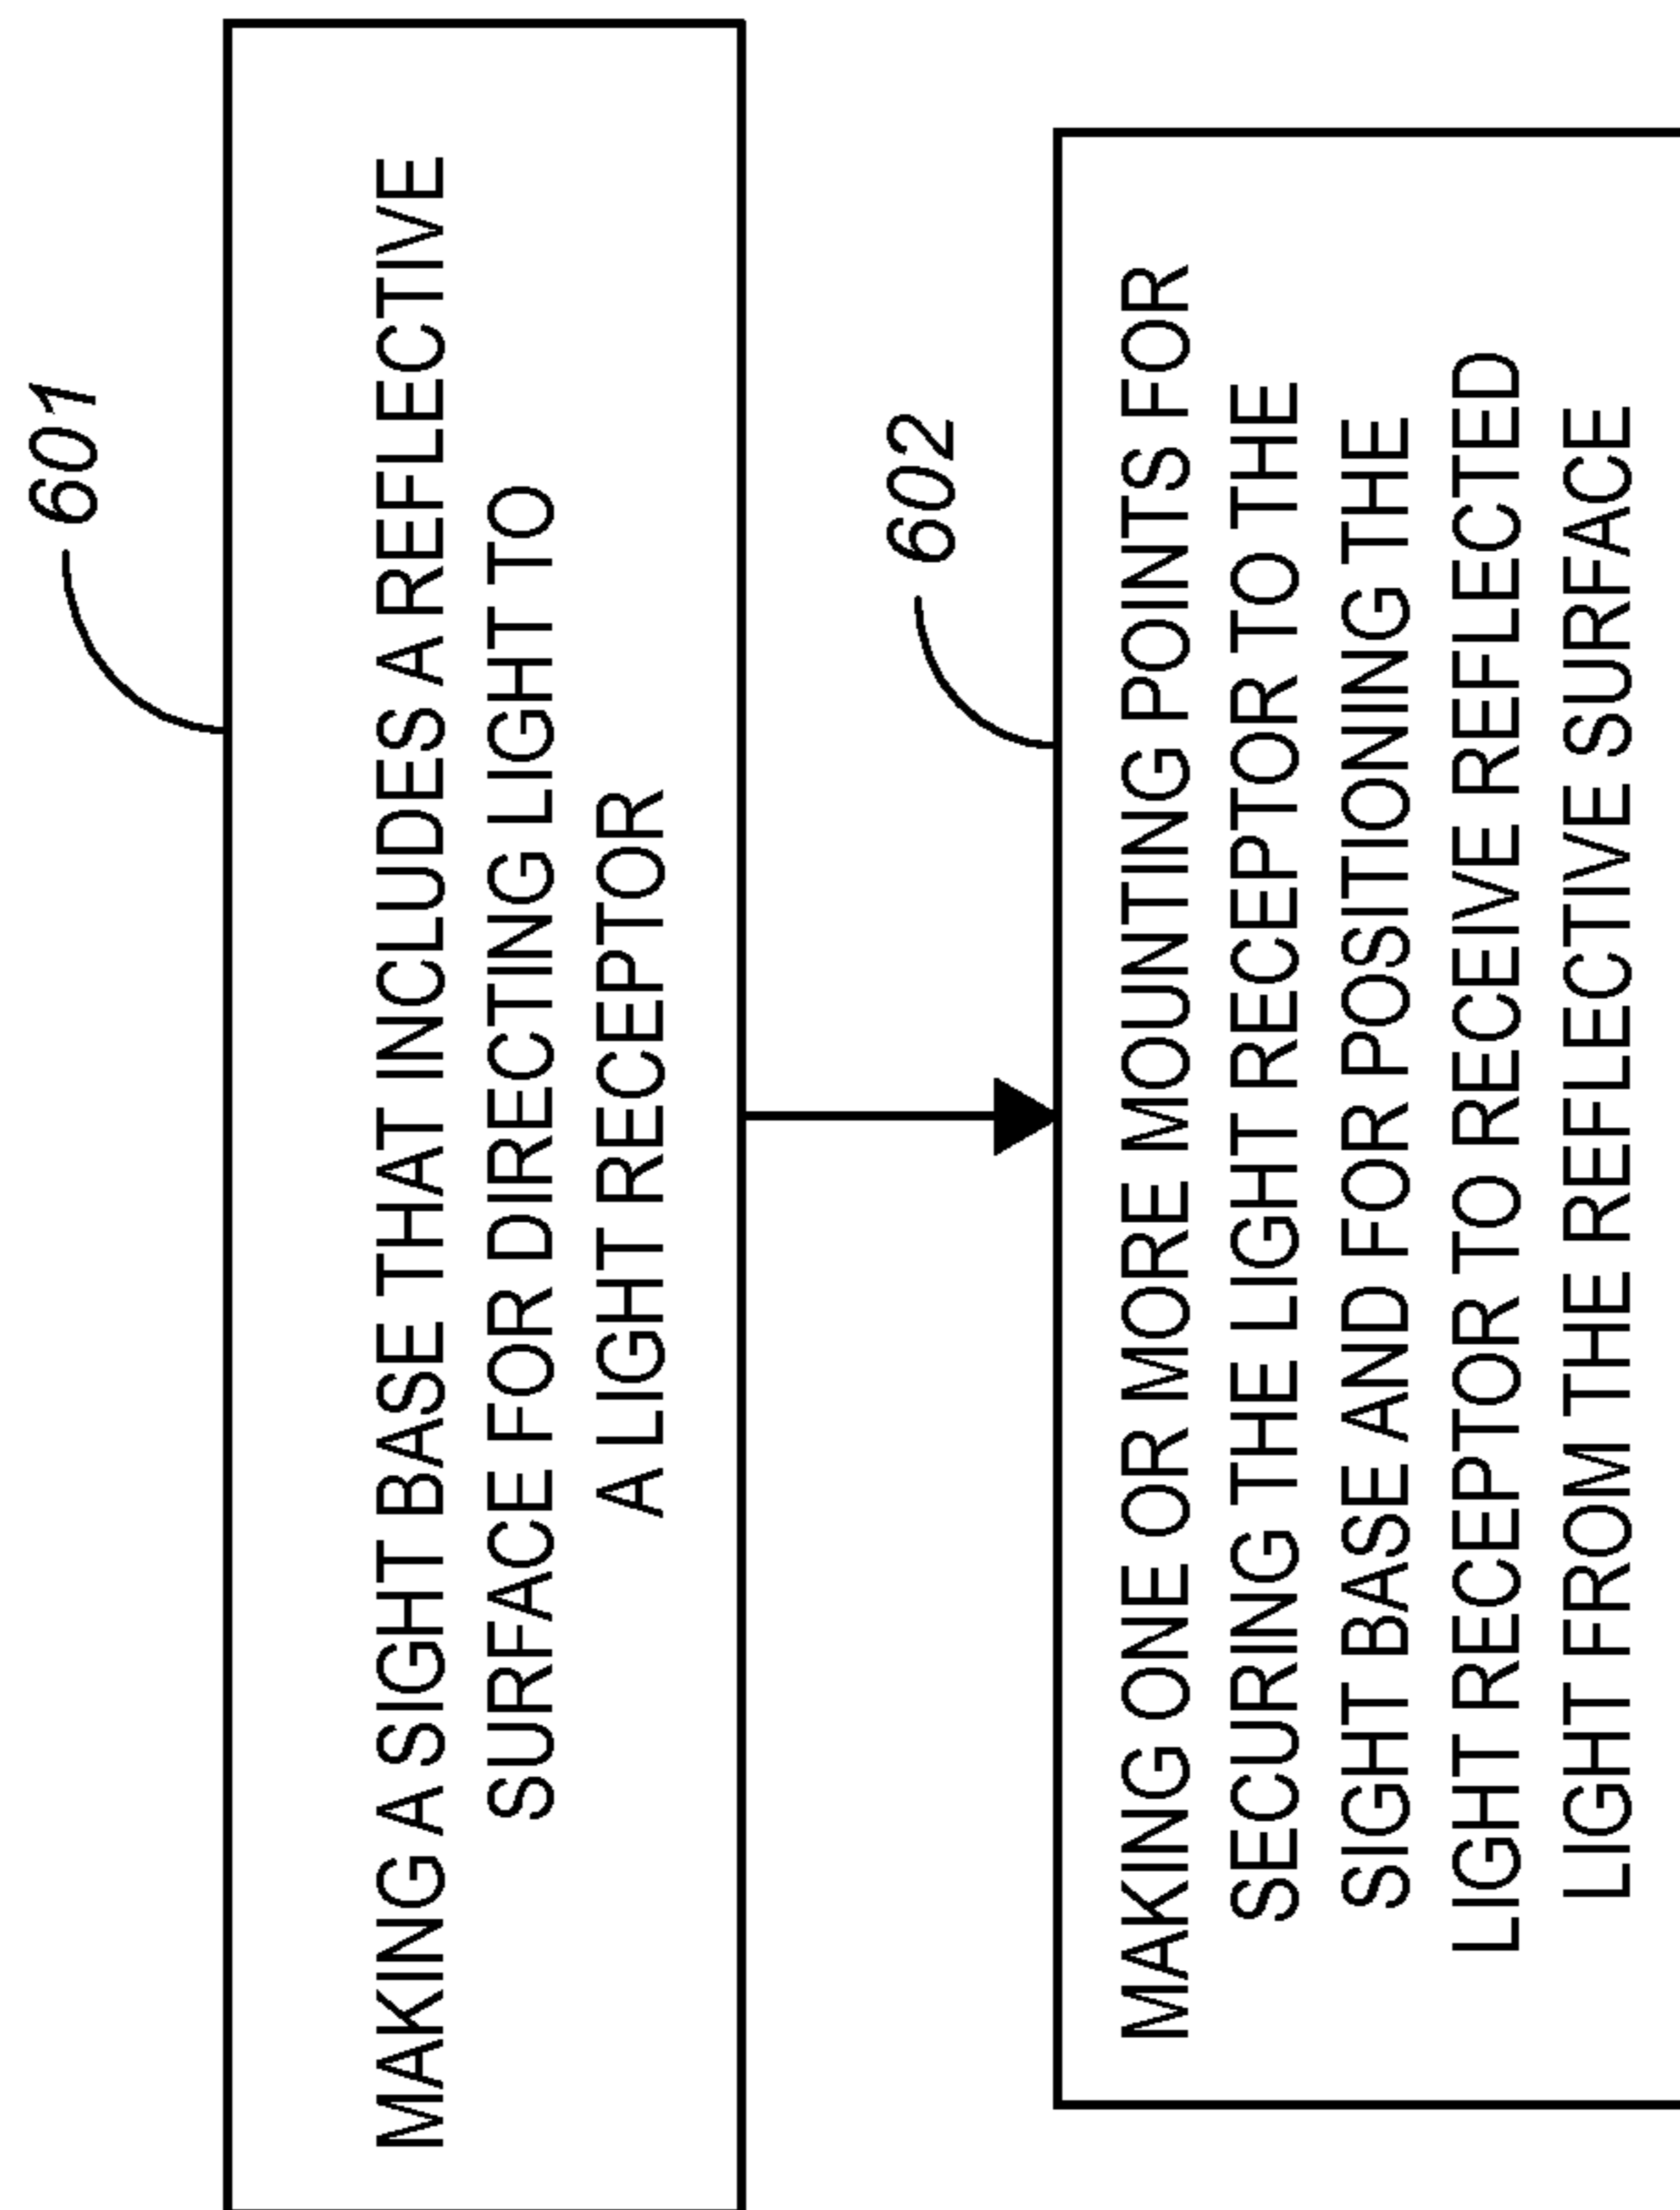 601
MAKING A SIGHT BASE THAT INCLUDES A REFLECTIVE
SURFACE FOR DIRECTING LIGHT TO
A LIGHT RECEPTOR
602
MAKING ONE OR MORE MOUNTING POINTS FOR
SECURING THE LIGHT RECEPTOR TO THE
SIGHT BASE AND FOR POSITIONING THE
LIGHT RECEPTOR TO RECEIVE REFLECTED
LIGHT FROM THE REFLECTIVE SURFACE